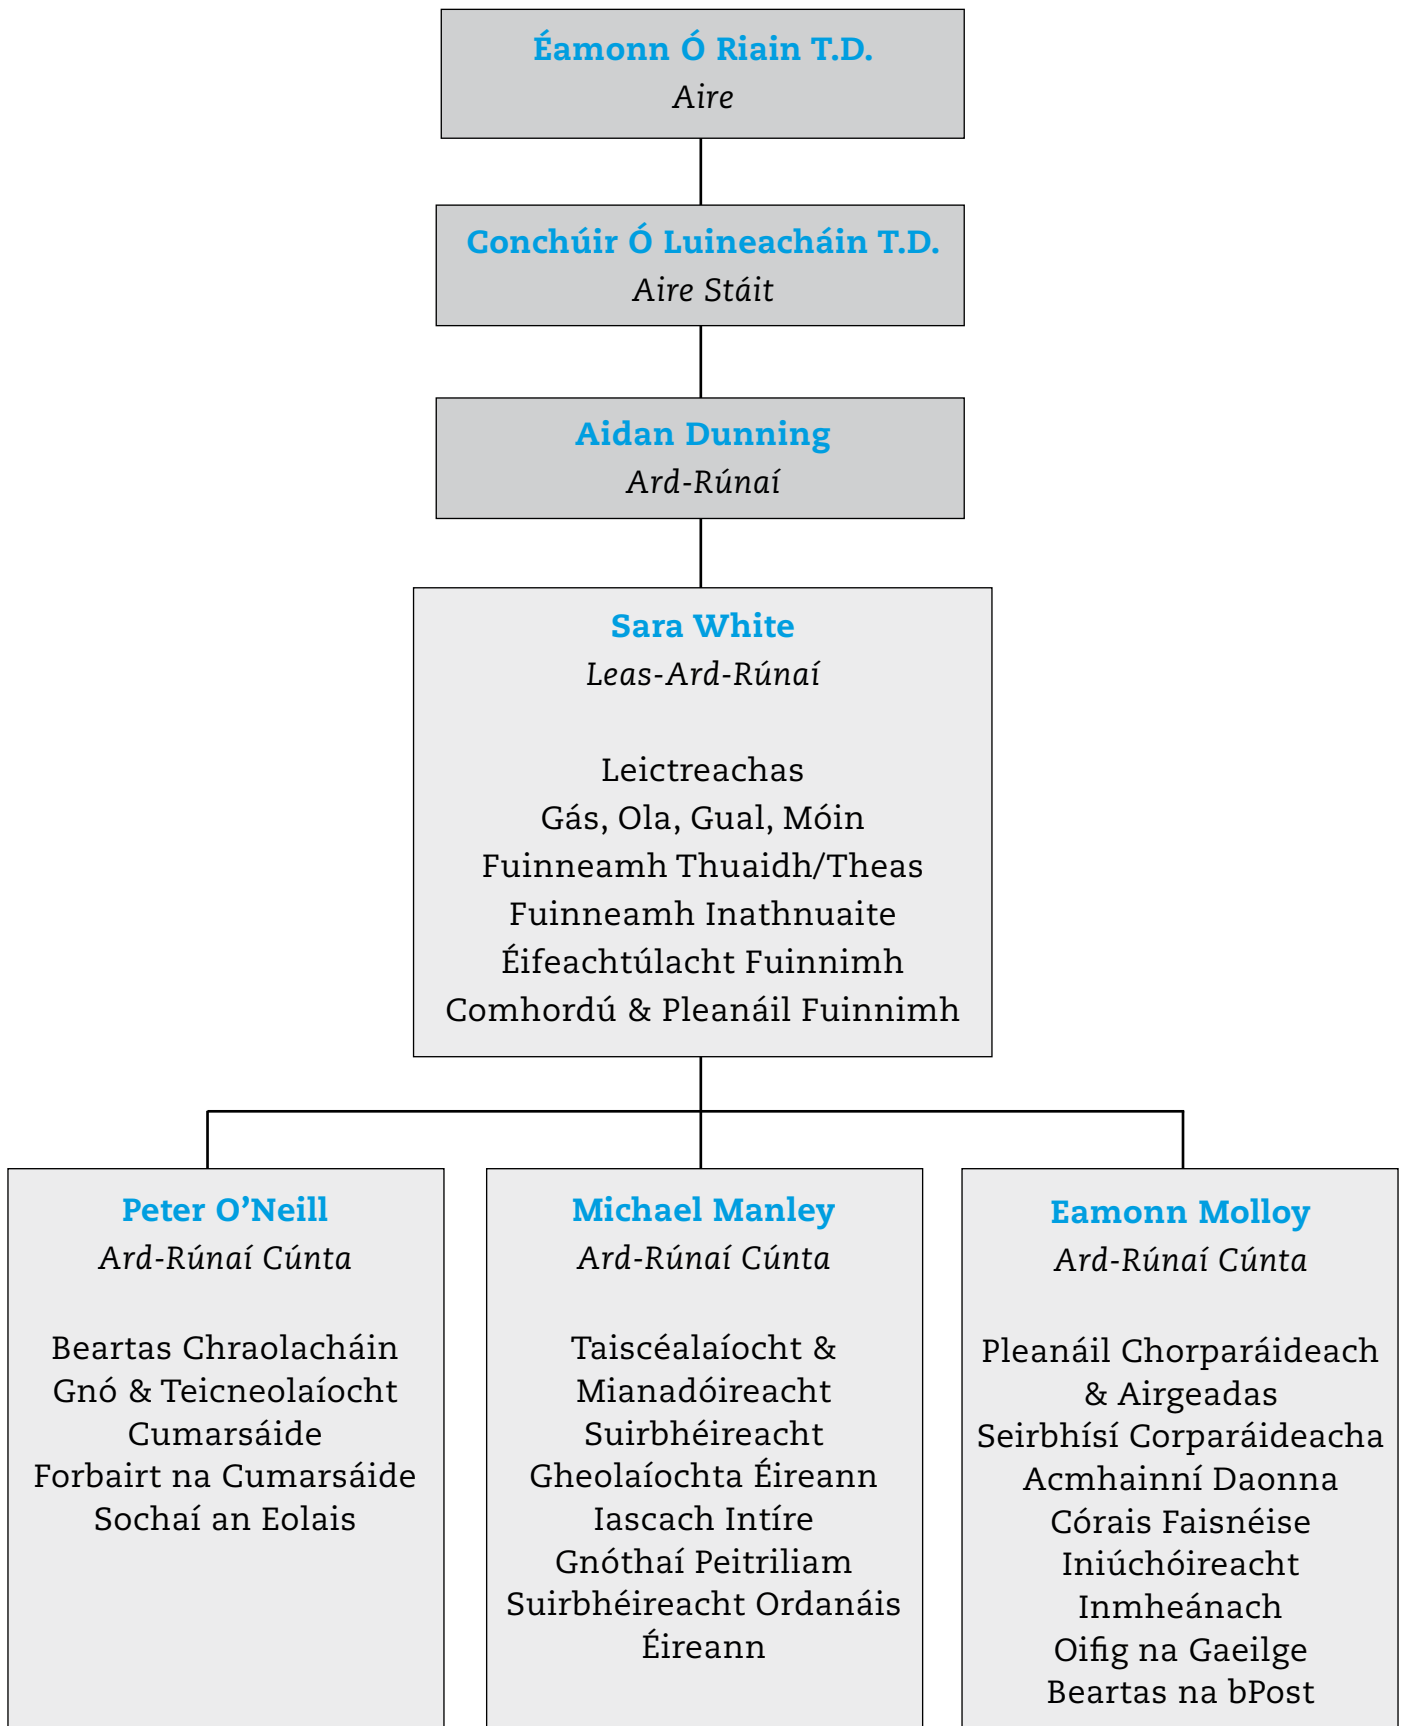 Éamonn Ó Riain T.D.
Aire
Conchúir Ó Luineacháin T.D.
Aire Stáit
Aidan Dunning
Ard-Rúnaí
Sara White
Leas-Ard-Rúnaí
Leictreachas
Gás, Ola, Gual, Móin
Fuinneamh Thuaidh/Theas
Fuinneamh Inathnuaite
Éifeachtúlacht Fuinnimh
Comhordú & Pleanáil Fuinnimh
Peter O’Neill
Ard-Rúnaí Cúnta
Beartas Chraolacháin
Gnó & Teicneolaíocht
Cumarsáide
Forbairt na Cumarsáide
Sochaí an Eolais
Michael Manley
Ard-Rúnaí Cúnta
Taiscéalaíocht &
Mianadóireacht
Suirbhéireacht
Gheolaíochta Éireann
Iascach Intíre
Gnóthaí Peitriliam
Suirbhéireacht Ordanáis
Éireann
Eamonn Molloy
Ard-Rúnaí Cúnta
Pleanáil Chorparáideach
& Airgeadas
Seirbhísí Corparáideacha
Acmhainní Daonna
Córais Faisnéise
Iniúchóireacht
Inmheánach
Oifig na Gaeilge
Beartas na bPost